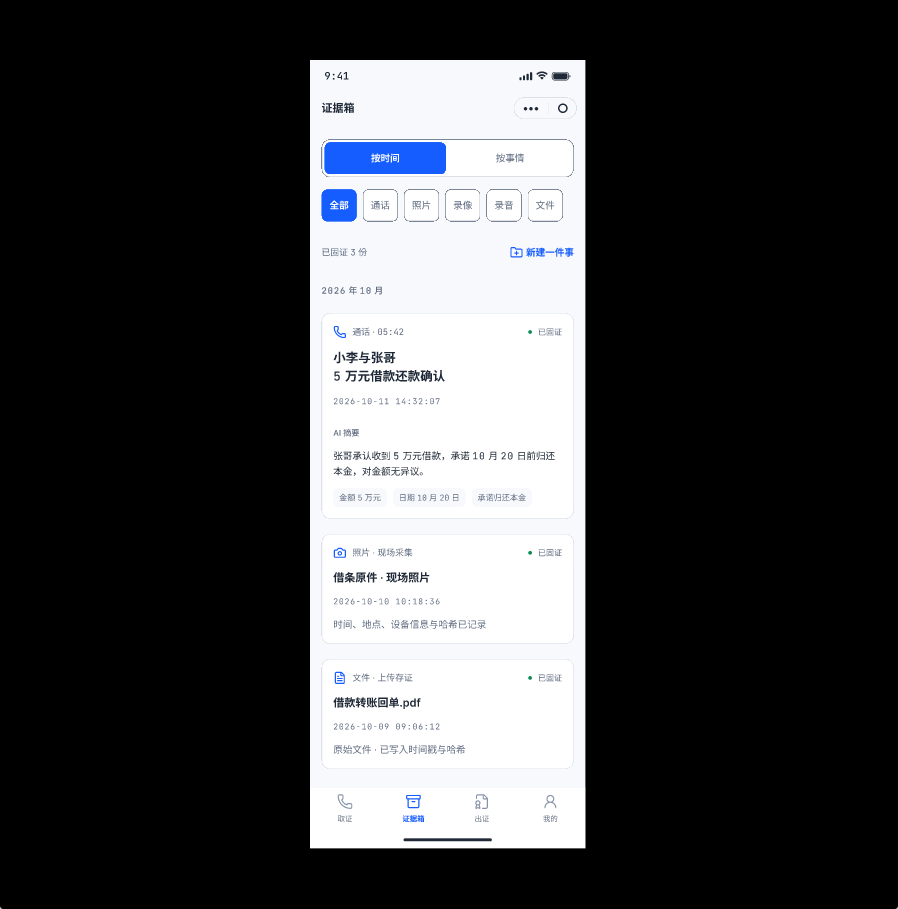 9:41
证据箱
按时间 按事情
全部 通话 照片 录像 录音 文件
已固证 3 份 新建一件事
2026 年 10 月
通话 · 05:42 已固证
小李与张哥
5 万元借款还款确认
2026-10-11 14:32:07
AI 摘要
张哥承认收到 5 万元借款，承诺 10 月 20 日前归还
本金，对金额无异议。
金额 5 万元 日期 10 月 20 日 承诺归还本金
照片 · 现场采集 已固证
借条原件 · 现场照片
2026-10-10 10:18:36
时间、地点、设备信息与哈希已记录
文件 · 上传存证 已固证
借款转账回单.pdf
2026-10-09 09:06:12
原始文件 · 已写入时间戳与哈希
取证 证据箱 出证 我的